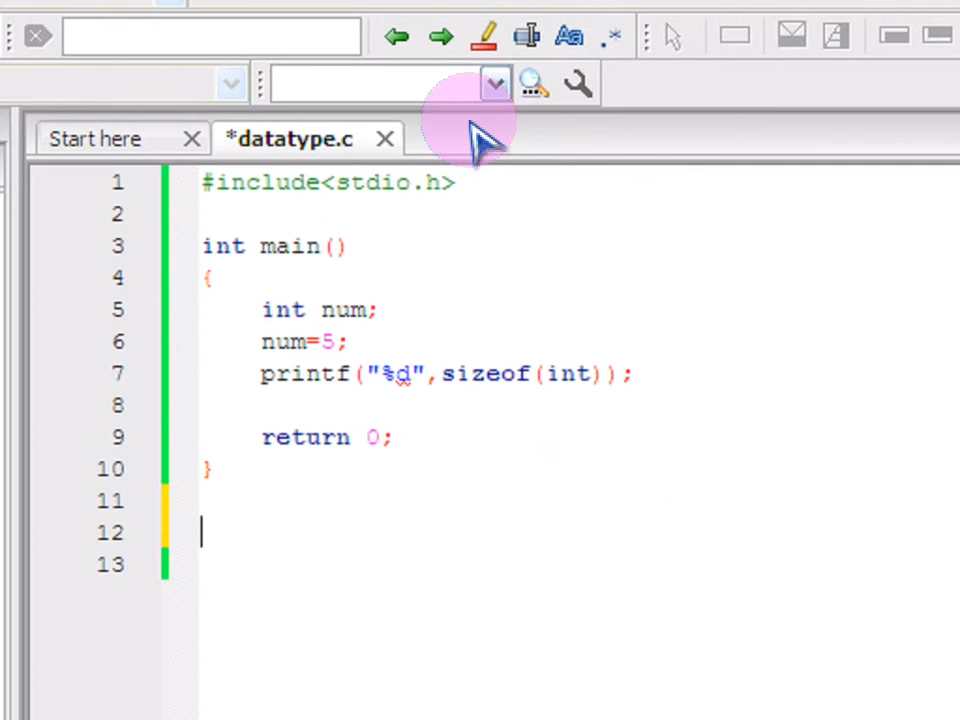 Start here
*datatype.c
1 #include<stdio.h>
2
3 int main()
4 {
5 int num;
6 num=5;
7 printf("%d",sizeof(int));
8
9 return 0;
10 }
11
12
13